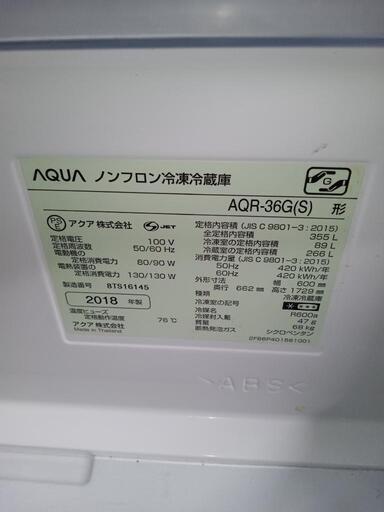 AQUA ノンフロン冷凍冷蔵庫
AQR-36G(S) 形
PS E アクア株式会社 S JET
定格電圧 100 V
定格周波数 50/60 Hz
電動機の
定格消費電力 80/90 W
電熱装置の
定格消費電力 130/130 W
製造番号 8TS16145
2018 年製
温度ヒューズ
定格動作温度 76℃
アクア株式会社
Made in Thailand
定格内容積 (JIS C 9801-3:2015)
全定格内容積 355 L
冷凍室の定格内容積 89 L
冷蔵室の定格内容積 266 L
消費電力量 (JIS C 9801-3:2015)
50Hz 420 kWh/年
60Hz 420 kWh/年
外形寸法 幅 600 mm
奥行 662 mm 高さ 1729 mm
種類 冷凍冷蔵庫
冷凍室の記号
冷媒 R600a
定格封入量 47 g
質量 68 kg
断熱発泡ガス シクロペンタン
2FB6P401581001
>ABS<